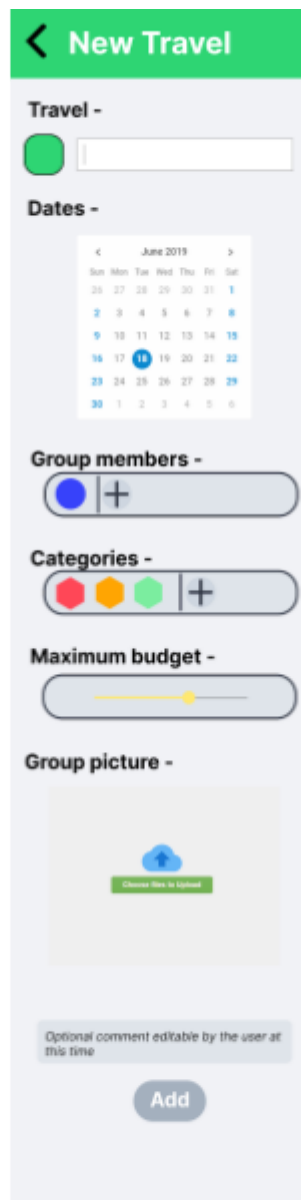 New Travel
Travel -
Dates -
< June 2019 >
Sun Mon Tue Wed Thu Fri Sat
26 27 28 29 30 31 1
2 3 4 5 6 7 8
9 10 11 12 13 14 15
16 17 18 19 20 21 22
23 24 25 26 27 28 29
30 1 2 3 4 5 6
Group members -
Categories -
Maximum budget -
Group picture -
Choose files to Upload
Optional comment editable by the user at
this time
Add